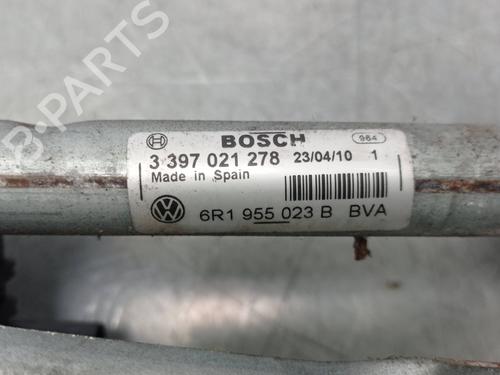 B-PARTS
BOSCH 964
3 397 021 278 23/04/10 1
Made in Spain
6R1 955 023 B BVA